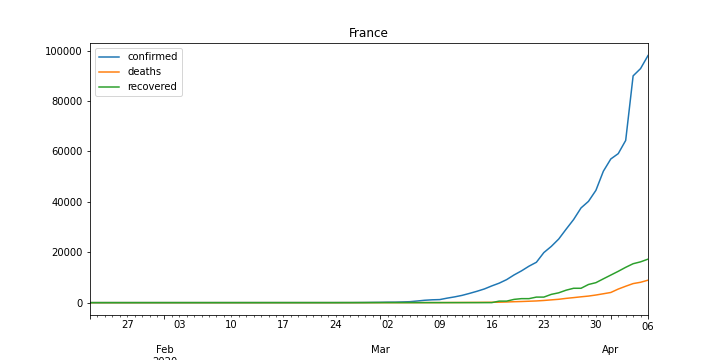 France
confirmed
deaths
recovered
100000
80000
60000
40000
20000
0
27 03 10 17 24 02 09 16 23 30 06
Feb Mar Apr
2020